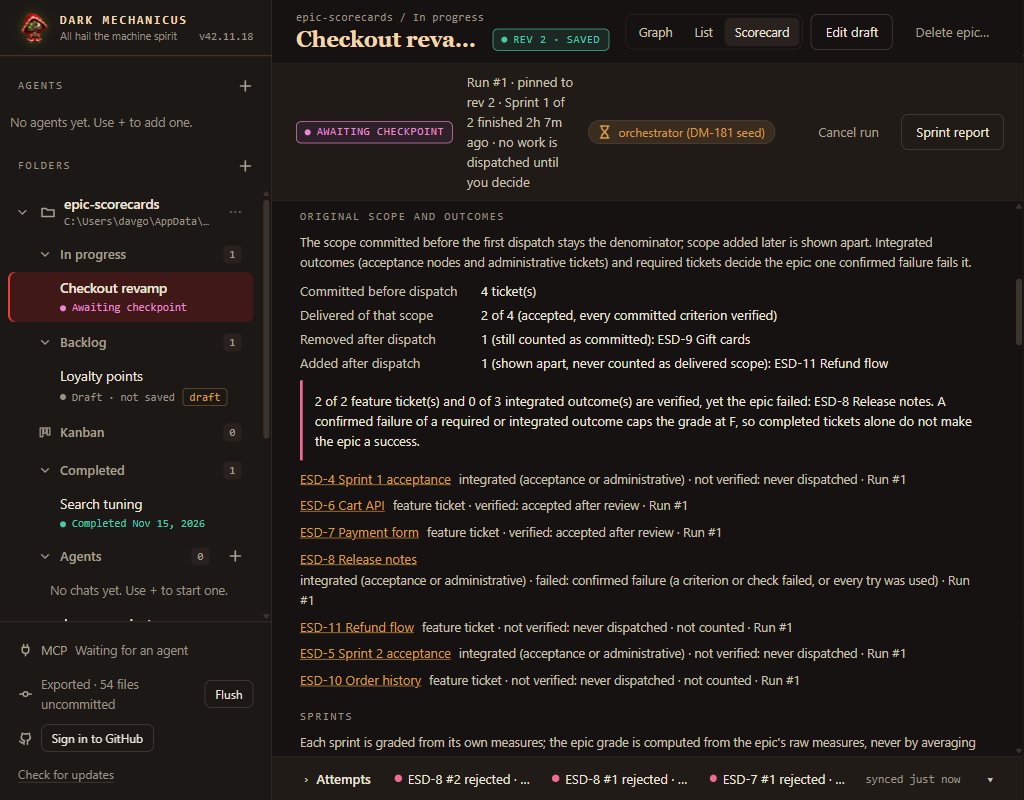 DARK MECHANICUS
All hail the machine spirit v42.11.18
AGENTS
No agents yet. Use + to add one.
FOLDERS
epic-scorecards
C:\Users\davgo\AppData\…
In progress 1
Checkout revamp
Awaiting checkpoint
Backlog 1
Loyalty points
Draft · not saved draft
Kanban 0
Completed 1
Search tuning
Completed Nov 15, 2026
Agents 0
No chats yet. Use + to start one.
MCP Waiting for an agent
Exported · 54 files
uncommitted
Flush
Sign in to GitHub
Check for updates
epic-scorecards / In progress
Checkout reva…
REV 2 · SAVED
Graph
List
Scorecard
Edit draft
Delete epic…
AWAITING CHECKPOINT
Run #1 · pinned to
rev 2 · Sprint 1 of
2 finished 2h 7m
ago · no work is
dispatched until
you decide
orchestrator (DM-181 seed)
Cancel run
Sprint report
ORIGINAL SCOPE AND OUTCOMES
The scope committed before the first dispatch stays the denominator; scope added later is shown apart. Integrated
outcomes (acceptance nodes and administrative tickets) and required tickets decide the epic: one confirmed failure fails it.
Committed before dispatch 4 ticket(s)
Delivered of that scope 2 of 4 (accepted, every committed criterion verified)
Removed after dispatch 1 (still counted as committed): ESD-9 Gift cards
Added after dispatch 1 (shown apart, never counted as delivered scope): ESD-11 Refund flow
2 of 2 feature ticket(s) and 0 of 3 integrated outcome(s) are verified, yet the epic failed: ESD-8 Release notes. A
confirmed failure of a required or integrated outcome caps the grade at F, so completed tickets alone do not make
the epic a success.
ESD-4 Sprint 1 acceptance integrated (acceptance or administrative) · not verified: never dispatched · Run #1
ESD-6 Cart API feature ticket · verified: accepted after review · Run #1
ESD-7 Payment form feature ticket · verified: accepted after review · Run #1
ESD-8 Release notes
integrated (acceptance or administrative) · failed: confirmed failure (a criterion or check failed, or every try was used) · Run
#1
ESD-11 Refund flow feature ticket · not verified: never dispatched · not counted · Run #1
ESD-5 Sprint 2 acceptance integrated (acceptance or administrative) · not verified: never dispatched · Run #1
ESD-10 Order history feature ticket · not verified: never dispatched · not counted · Run #1
SPRINTS
Each sprint is graded from its own measures; the epic grade is computed from the epic's raw measures, never by averaging
Attempts
ESD-8 #2 rejected · …
ESD-8 #1 rejected · …
ESD-7 #1 rejected · …
synced just now